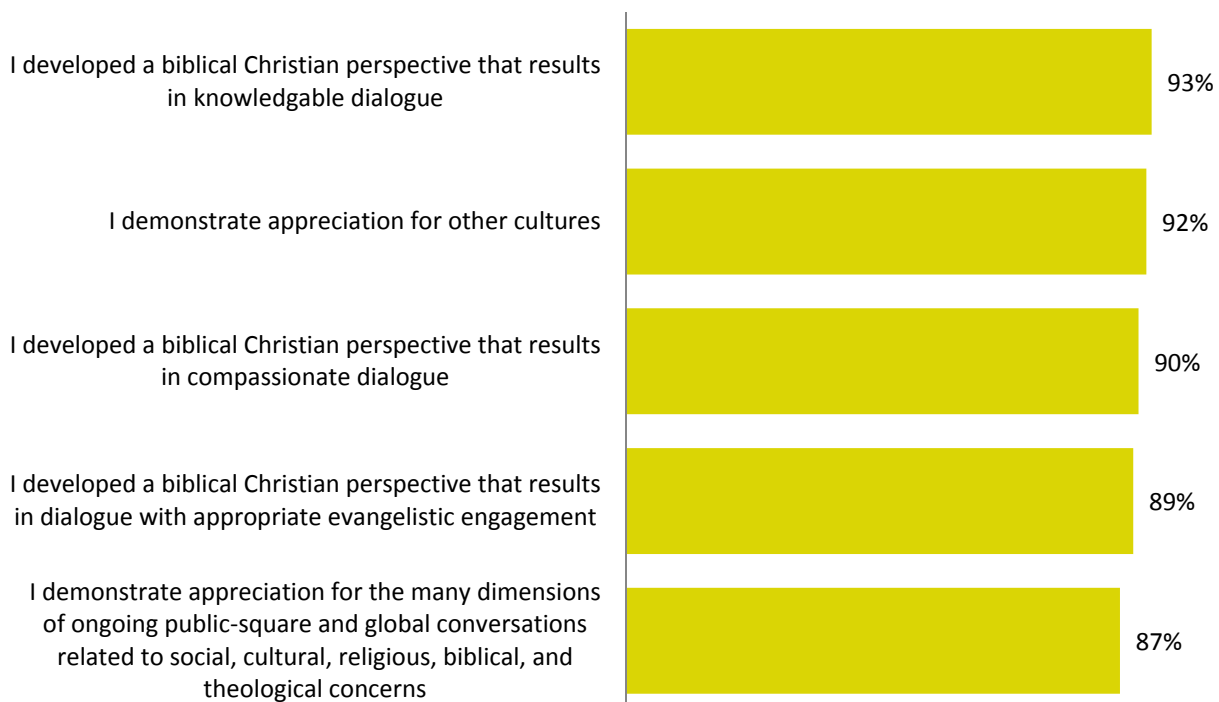 I developed a biblical Christian perspective that results
in knowledgable dialogue
93%
I demonstrate appreciation for other cultures
92%
I developed a biblical Christian perspective that results
in compassionate dialogue
90%
I developed a biblical Christian perspective that results
in dialogue with appropriate evangelistic engagement
89%
I demonstrate appreciation for the many dimensions
of ongoing public-square and global conversations
related to social, cultural, religious, biblical, and
theological concerns
87%